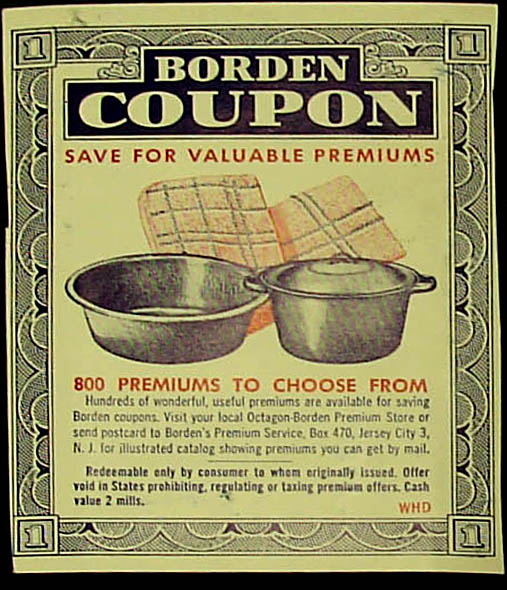 1 1
BORDEN
COUPON
SAVE FOR VALUABLE PREMIUMS
800 PREMIUMS TO CHOOSE FROM
Hundreds of wonderful, useful premiums are available for saving
Borden coupons. Visit your local Octagon-Borden Premium Store or
send postcard to Borden's Premium Service, Box 470, Jersey City 3,
N. J. for illustrated catalog showing premiums you can get by mail.
Redeemable only by consumer to whom originally issued. Offer
void in States prohibiting, regulating or taxing premium offers. Cash
value 2 mills.
WHD
1 1